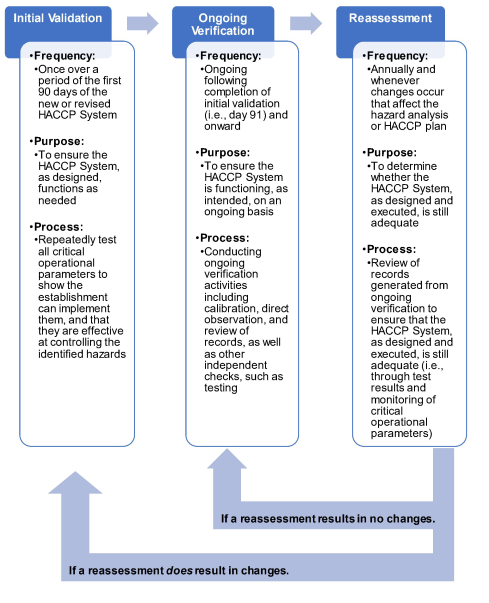 Initial Validation
•Frequency:
•Once over a
period of the first
90 days of the
new or revised
HACCP System
•Purpose:
•To ensure the
HACCP System,
as designed,
functions as
needed
•Process:
•Repeatedly test
all critical
operational
parameters to
show the
establishment
can implement
them, and that
they are effective
at controlling the
identified hazards
Ongoing
Verification
•Frequency:
•Ongoing
following
completion of
initial validation
(i.e., day 91) and
onward
•Purpose:
•To ensure the
HACCP System
is functioning, as
intended, on an
ongoing basis
•Process:
•Conducting
ongoing
verification
activities
including
calibration, direct
observation, and
review of
records, as well
as other
independent
checks, such as
testing
Reassessment
•Frequency:
•Annually and
whenever
changes occur
that affect the
hazard analysis
or HACCP plan
•Purpose:
•To determine
whether the
HACCP System,
as designed and
executed, is still
adequate
•Process:
•Review of
records
generated from
ongoing
verification to
ensure that the
HACCP System,
as designed and
executed, is still
adequate (i.e.,
through test
results and
monitoring of
critical
operational
parameters)
If a reassessment results in no changes.
If a reassessment does result in changes.